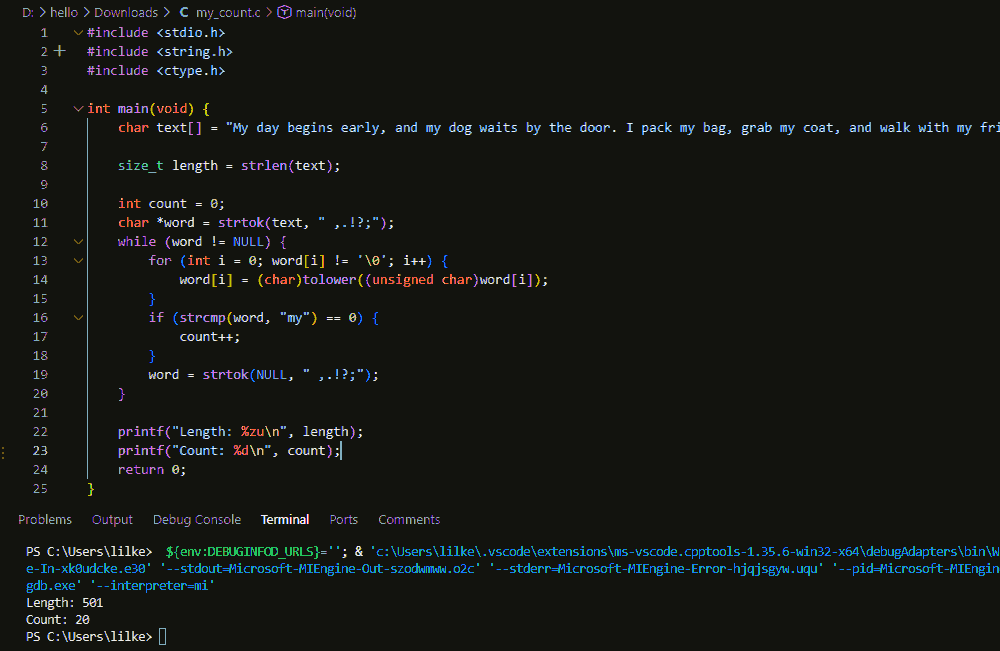 D: > hello > Downloads > C my_count.c > main(void)
1 #include <stdio.h>
2 #include <string.h>
3 #include <ctype.h>
4
5 int main(void) {
6 char text[] = "My day begins early, and my dog waits by the door. I pack my bag, grab my coat, and walk with my fri
7
8 size_t length = strlen(text);
9
10 int count = 0;
11 char *word = strtok(text, " ,.!?;");
12 while (word != NULL) {
13 for (int i = 0; word[i] != '\0'; i++) {
14 word[i] = (char)tolower((unsigned char)word[i]);
15 }
16 if (strcmp(word, "my") == 0) {
17 count++;
18 }
19 word = strtok(NULL, " ,.!?;");
20 }
21
22 printf("Length: %zu\n", length);
23 printf("Count: %d\n", count);
24 return 0;
25 }
Problems Output Debug Console Terminal Ports Comments
PS C:\Users\lilke> ${env:DEBUGINFOD_URLS}=''; & 'c:\Users\lilke\.vscode\extensions\ms-vscode.cpptools-1.35.6-win32-x64\debugAdapters\bin\W
e-In-xk0udcke.e30' '--stdout=Microsoft-MIEngine-Out-szodwmww.o2c' '--stderr=Microsoft-MIEngine-Error-hjqjsgyw.uqu' '--pid=Microsoft-MIEngin
gdb.exe' '--interpreter=mi'
Length: 501
Count: 20
PS C:\Users\lilke>